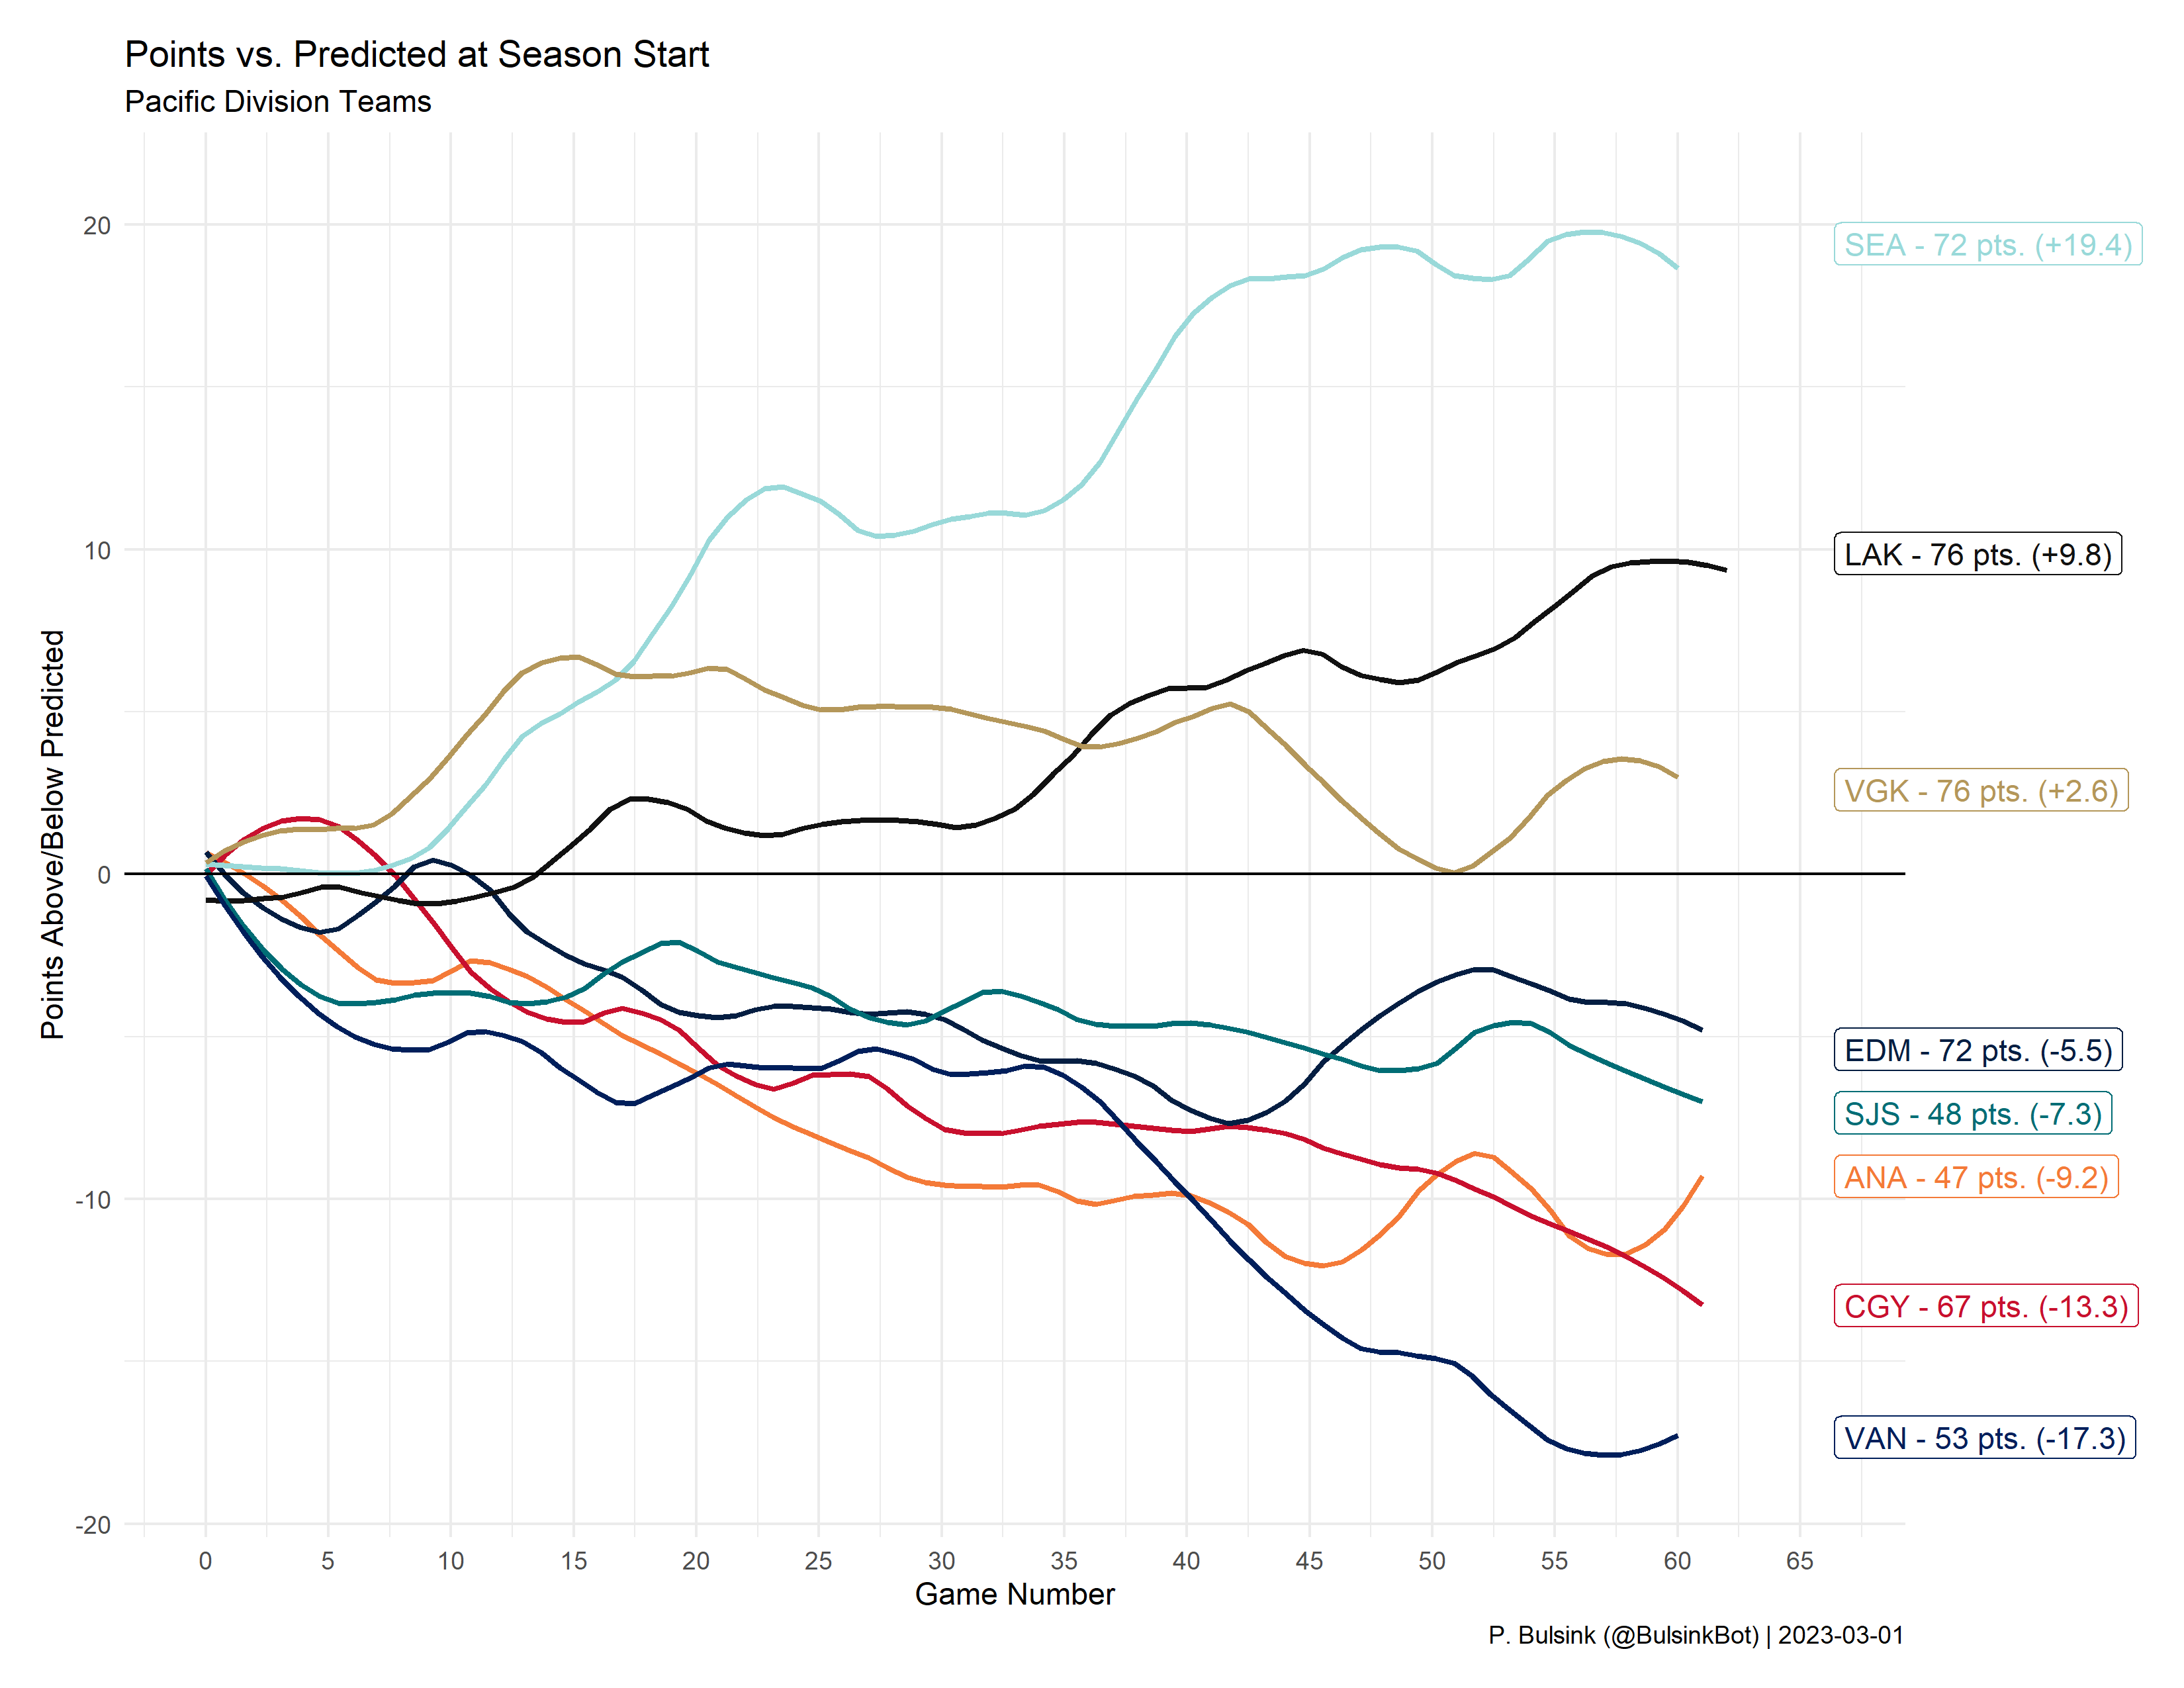 Points vs. Predicted at Season Start
Pacific Division Teams
Points Above/Below Predicted
20
10
0
-10
-20
SEA - 72 pts. (+19.4)
LAK - 76 pts. (+9.8)
VGK - 76 pts. (+2.6)
EDM - 72 pts. (-5.5)
SJS - 48 pts. (-7.3)
ANA - 47 pts. (-9.2)
CGY - 67 pts. (-13.3)
VAN - 53 pts. (-17.3)
0 5 10 15 20 25 30 35 40 45 50 55 60 65
Game Number
P. Bulsink (@BulsinkBot) | 2023-03-01